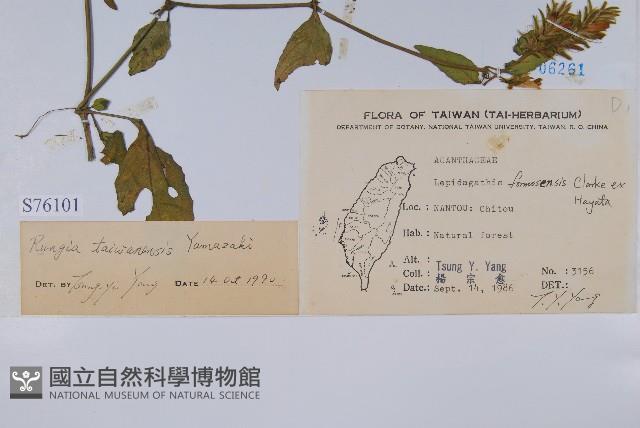 06261
D.
FLORA OF TAIWAN (TAI-HERBARIUM)
DEPARTMENT OF BOTANY, NATIONAL TAIWAN UNIVERSITY, TAIWAN, R. O. CHINA
ACANTHACEAE
Lepidagathis formosensis Clarke ex Hayata
Loc.: NANTOU: Chitou
Hab.: Natural forest
Alt.:
Coll.: Tsung Y. Yang
楊宗愈
No. :3156
Date.: Sept. 14, 1986
DET.:
T. Y. Yang
S76101
Rungia taiwanensis Yamazaki
DET. BY Tsung Yu Yang DATE 14 Oct 1990
國立自然科學博物館
NATIONAL MUSEUM OF NATURAL SCIENCE